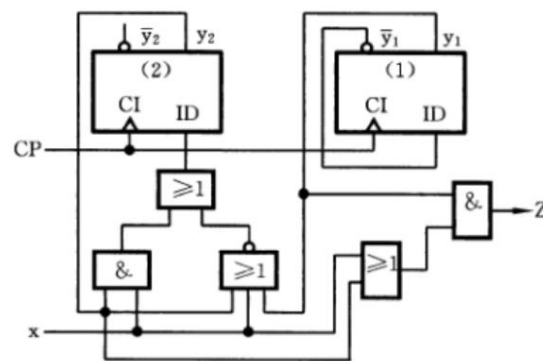 ȳ₂ y₂ ȳ₁ y₁
(2) (1)
CI ID CI ID
CP
≥1
&
& ≥1 ≥1
Z
x